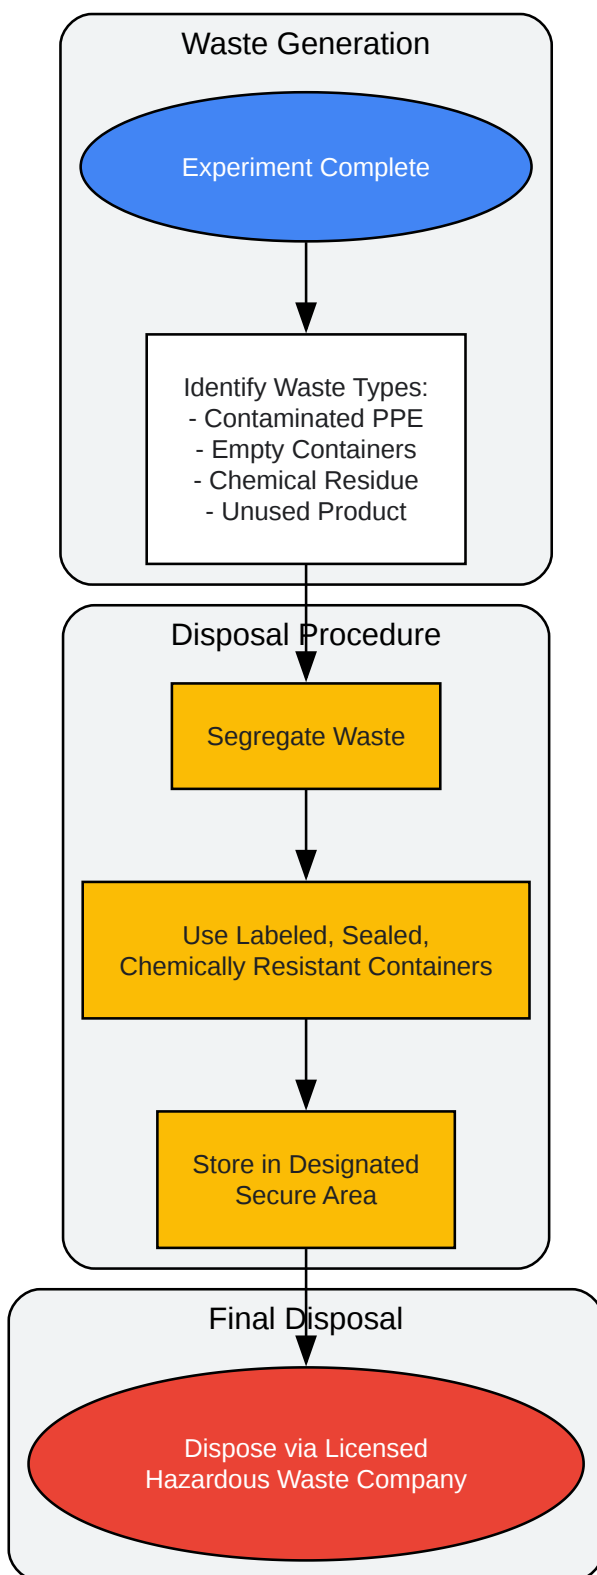 Waste Generation
Experiment Complete
Identify Waste Types:
- Contaminated PPE
- Empty Containers
- Chemical Residue
- Unused Product
Disposal Procedure
Segregate Waste
Use Labeled, Sealed,
Chemically Resistant Containers
Store in Designated
Secure Area
Final Disposal
Dispose via Licensed
Hazardous Waste Company